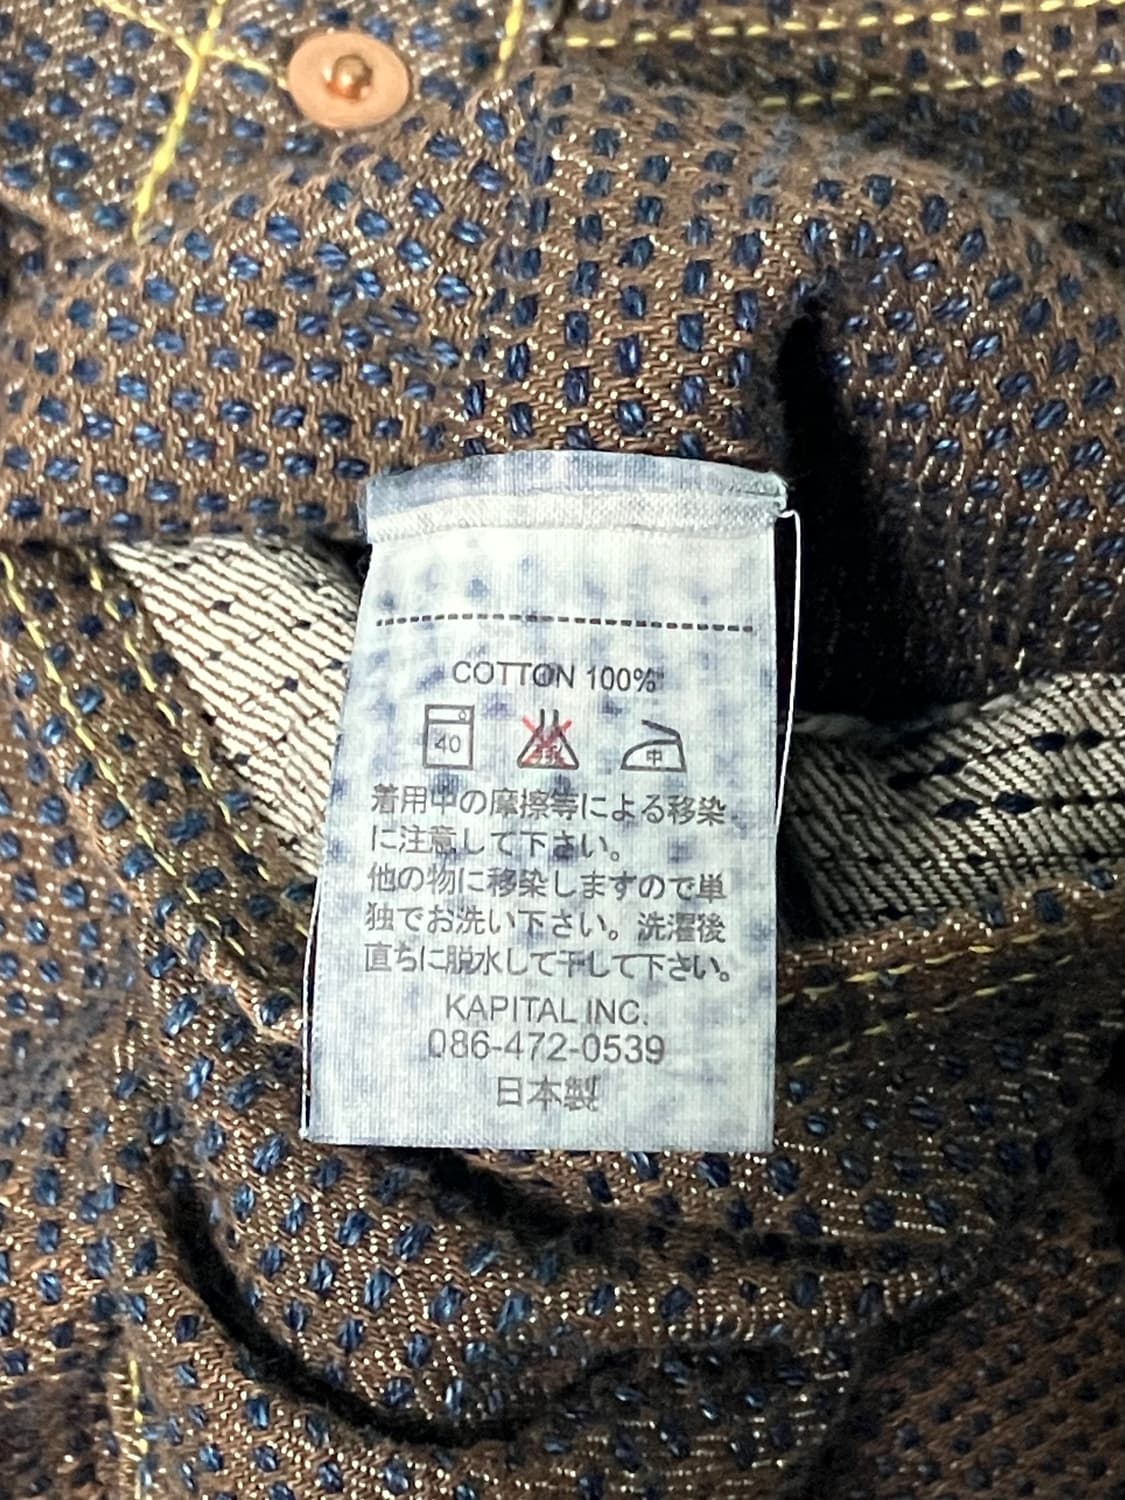 COTTON 100%
40
中
着用中の摩擦等による移染
に注意して下さい。
他の物に移染しますので単
独でお洗い下さい。洗濯後
直ちに脱水して干して下さい。
KAPITAL INC.
086-472-0539
日本製